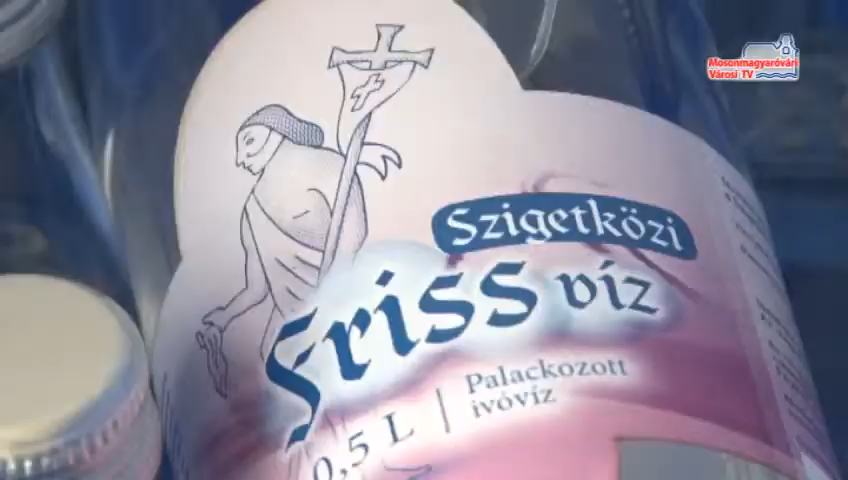 Mosonmagyaróvári
Városi TV
Szigetközi
Friss víz
0,5 L | Palackozott
ivóvíz